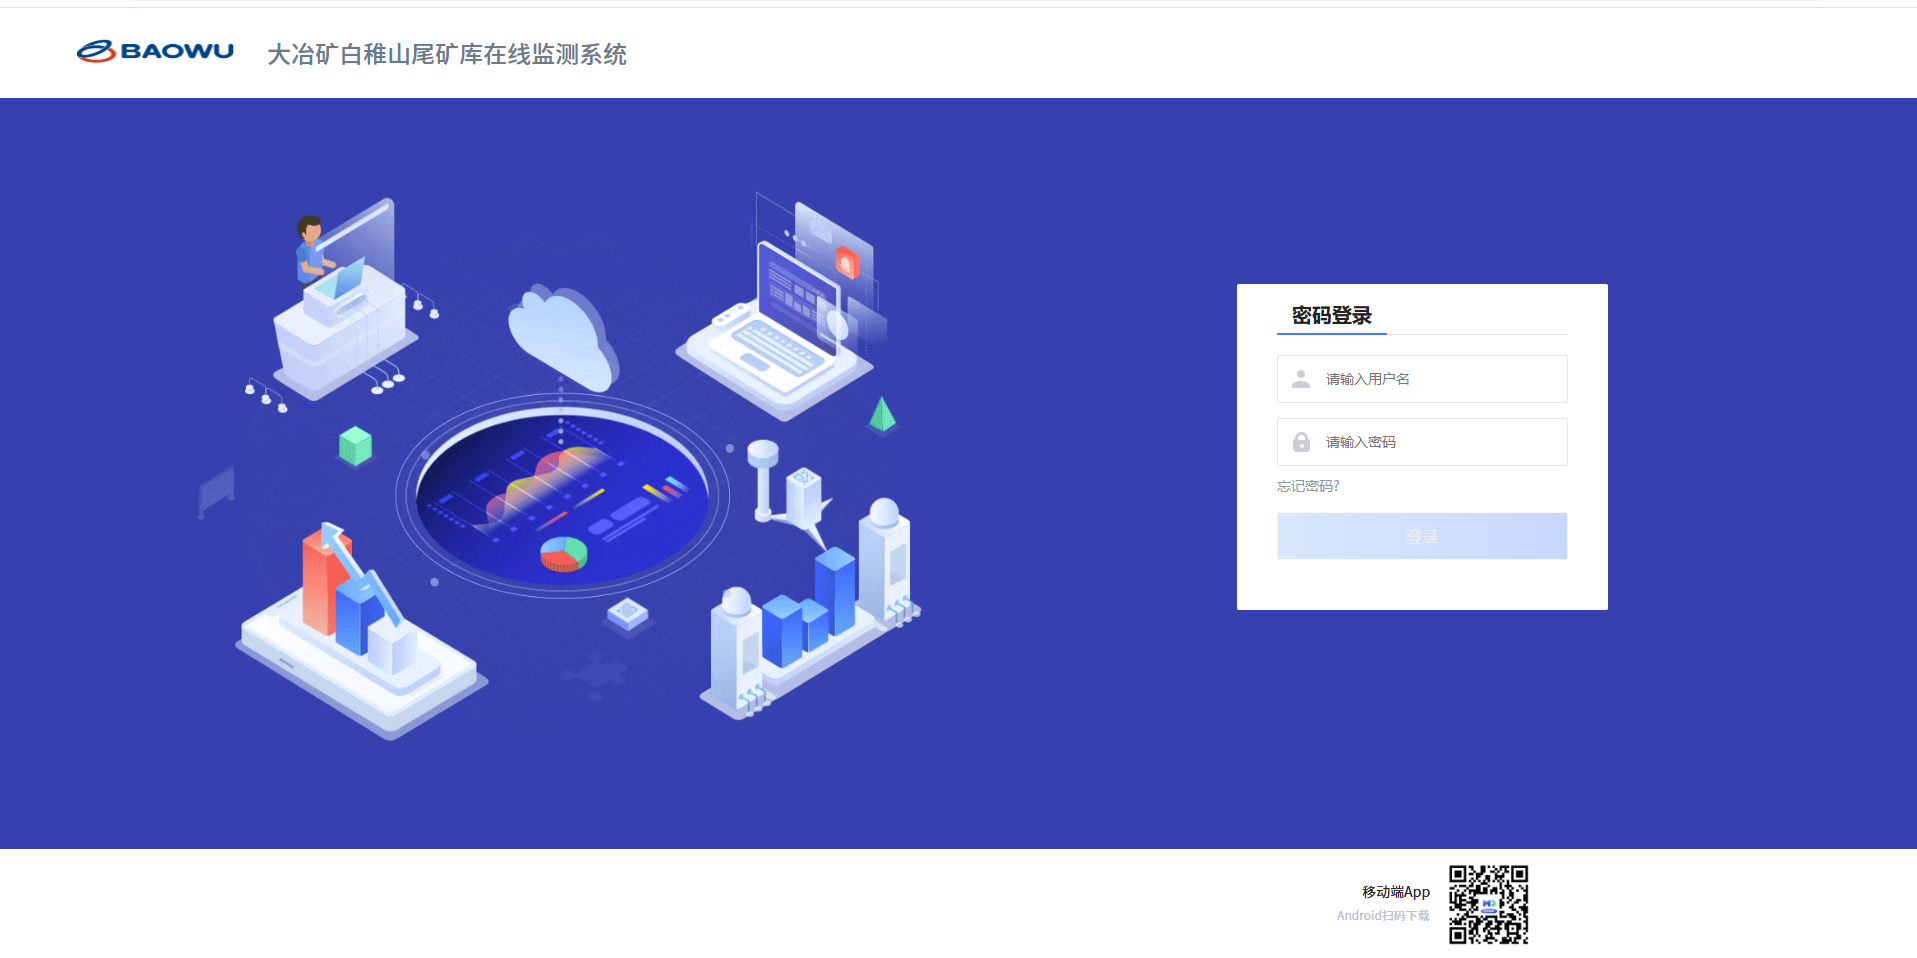 BAOWU 大冶矿白稚山尾矿库在线监测系统
密码登录
请输入用户名
请输入密码
忘记密码?
登录
移动端App
Android扫码下载